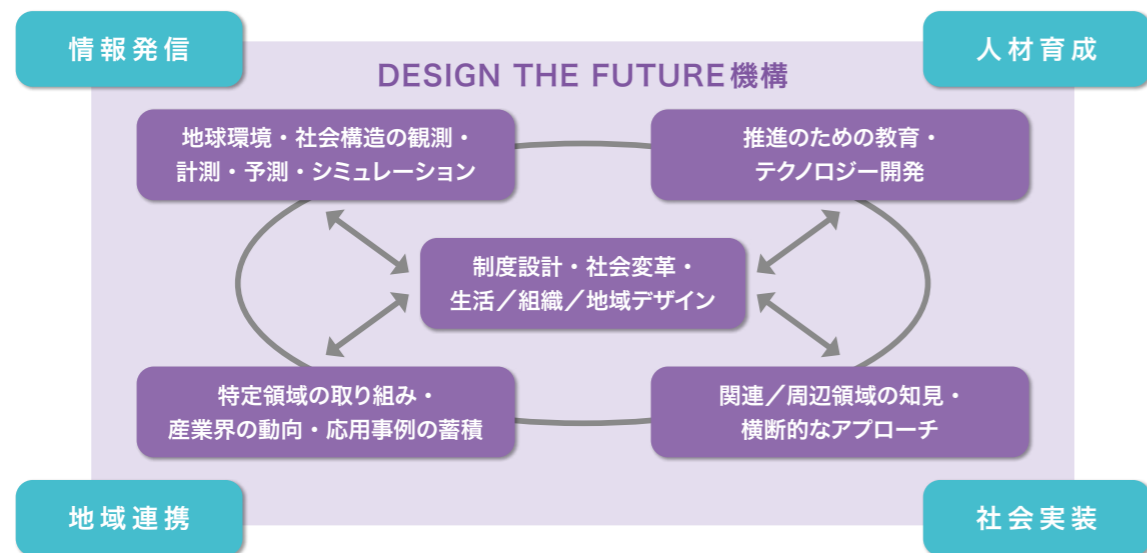 情報発信
人材育成
DESIGN THE FUTURE機構
地球環境・社会構造の観測・
計測・予測・シミュレーション
推進のための教育・
テクノロジー開発
制度設計・社会変革・
生活／組織／地域デザイン
特定領域の取り組み・
産業界の動向・応用事例の蓄積
関連／周辺領域の知見・
横断的なアプローチ
地域連携
社会実装